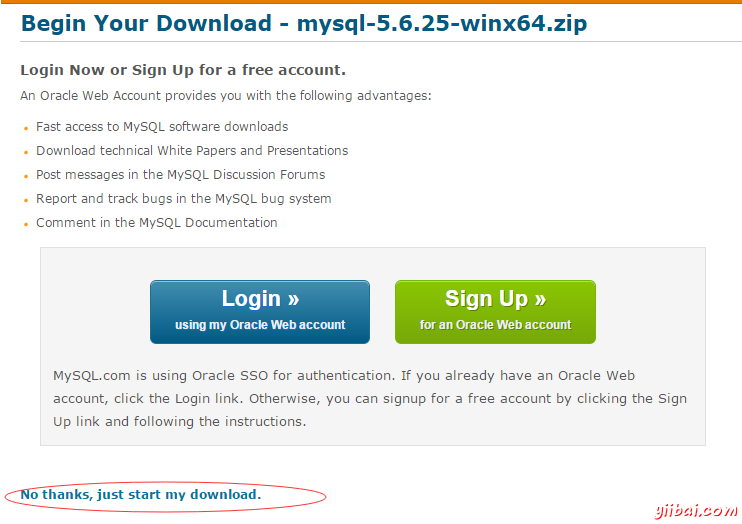 Begin Your Download - mysql-5.6.25-winx64.zip
Login Now or Sign Up for a free account.
An Oracle Web Account provides you with the following advantages:
Fast access to MySQL software downloads
Download technical White Papers and Presentations
Post messages in the MySQL Discussion Forums
Report and track bugs in the MySQL bug system
Comment in the MySQL Documentation
Login »
using my Oracle Web account
Sign Up »
for an Oracle Web account
MySQL.com is using Oracle SSO for authentication. If you already have an Oracle Web
account, click the Login link. Otherwise, you can signup for a free account by clicking the Sign
Up link and following the instructions.
No thanks, just start my download.
yiibai.com